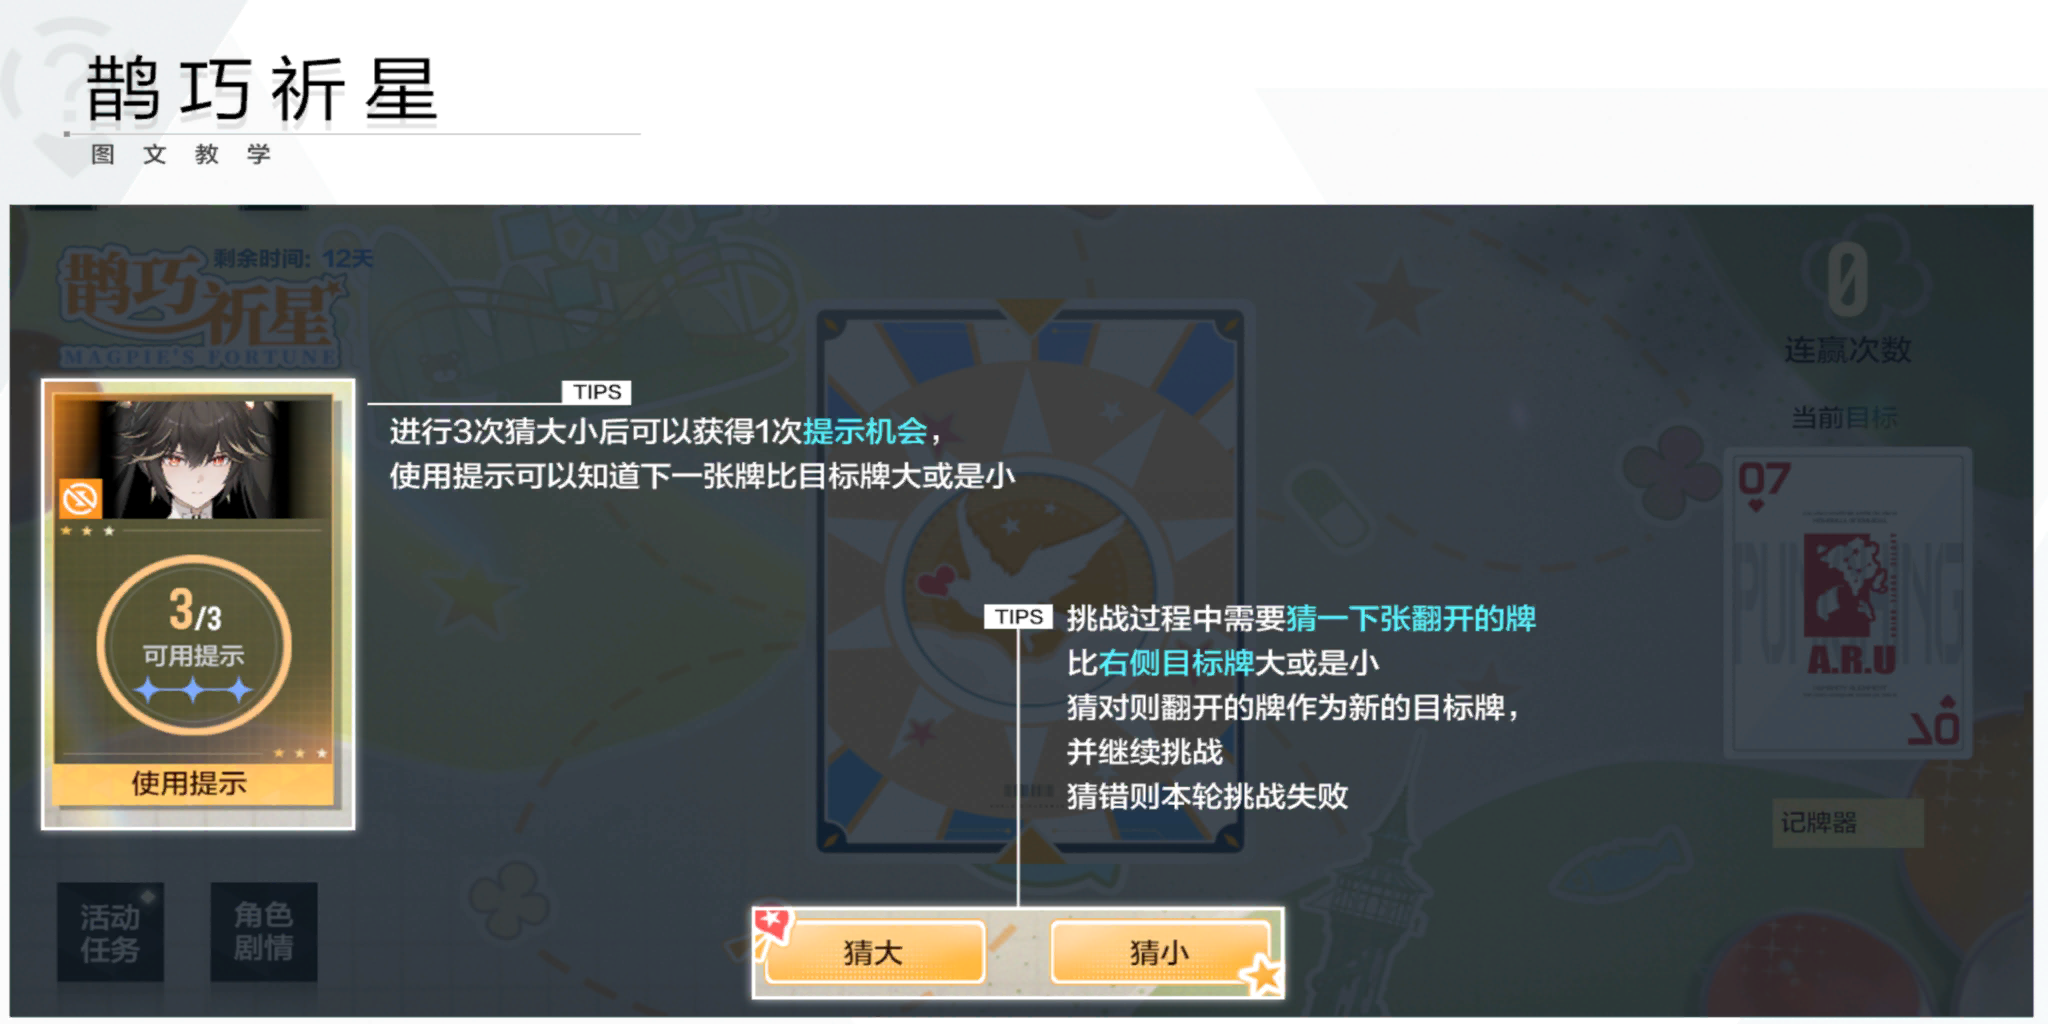 鹊巧祈星
图文教学
剩余时间: 12天
鹊巧祈星
MAGPIE'S FORTUNE
0
连赢次数
当前目标
TIPS
进行3次猜大小后可以获得1次提示机会，
使用提示可以知道下一张牌比目标牌大或是小
07
A.R.U
07
3/3
可用提示
使用提示
TIPS
挑战过程中需要猜一下张翻开的牌
比右侧目标牌大或是小
猜对则翻开的牌作为新的目标牌，
并继续挑战
猜错则本轮挑战失败
记牌器
活动
任务
角色
剧情
猜大
猜小